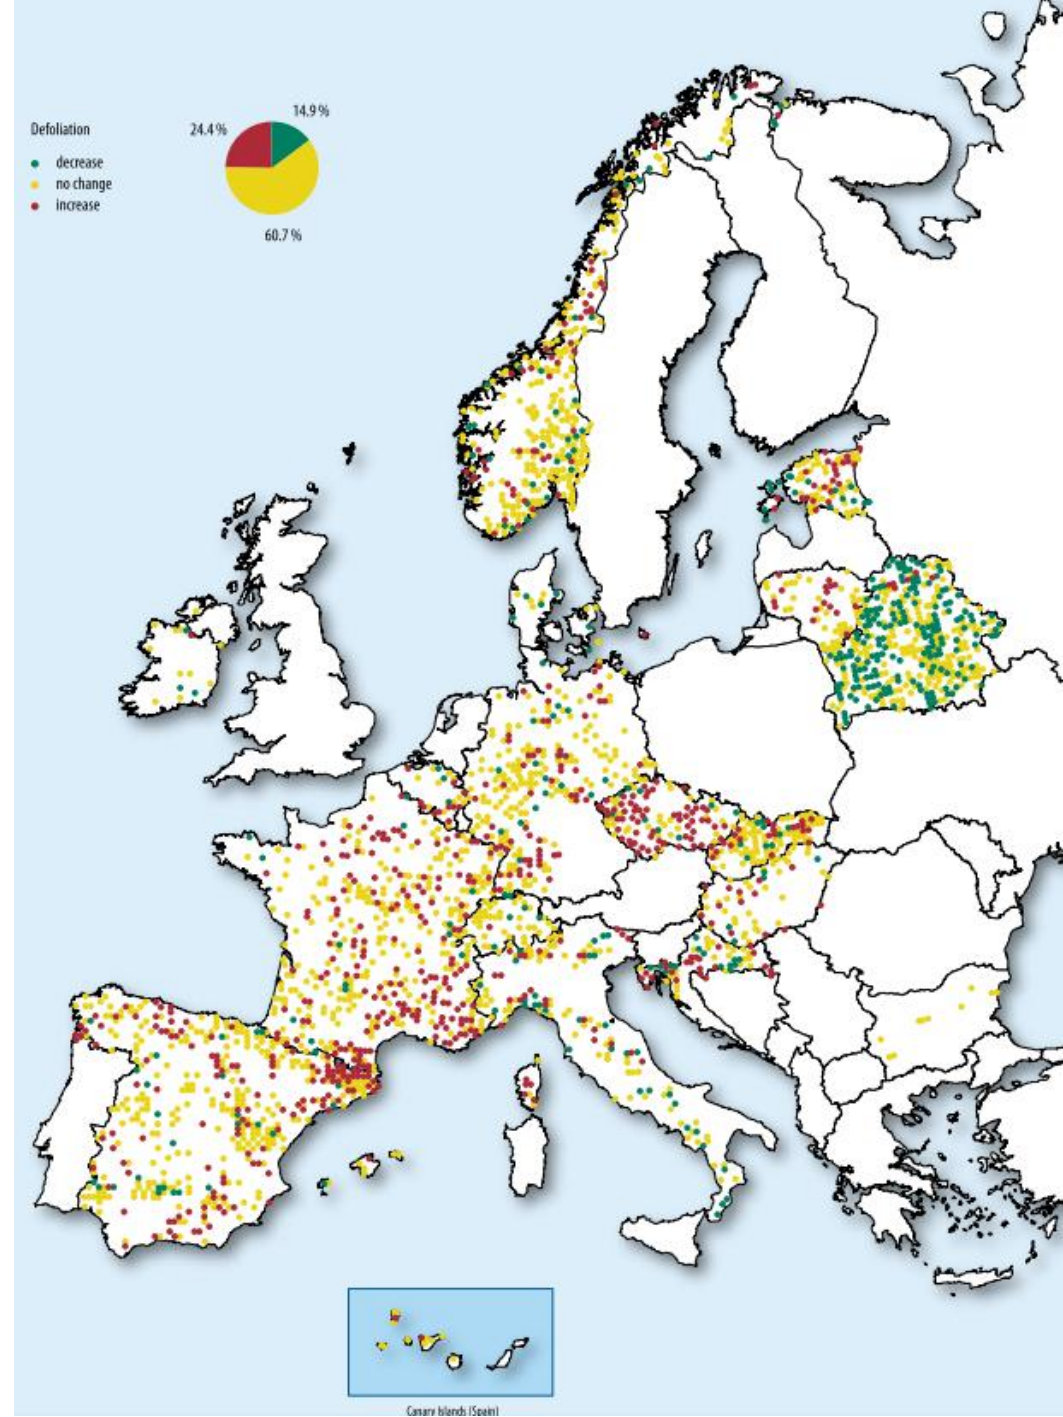 14.9 %
24.4 %
Defoliation
decrease
no change
increase
60.7 %
Canary Islands (Spain)